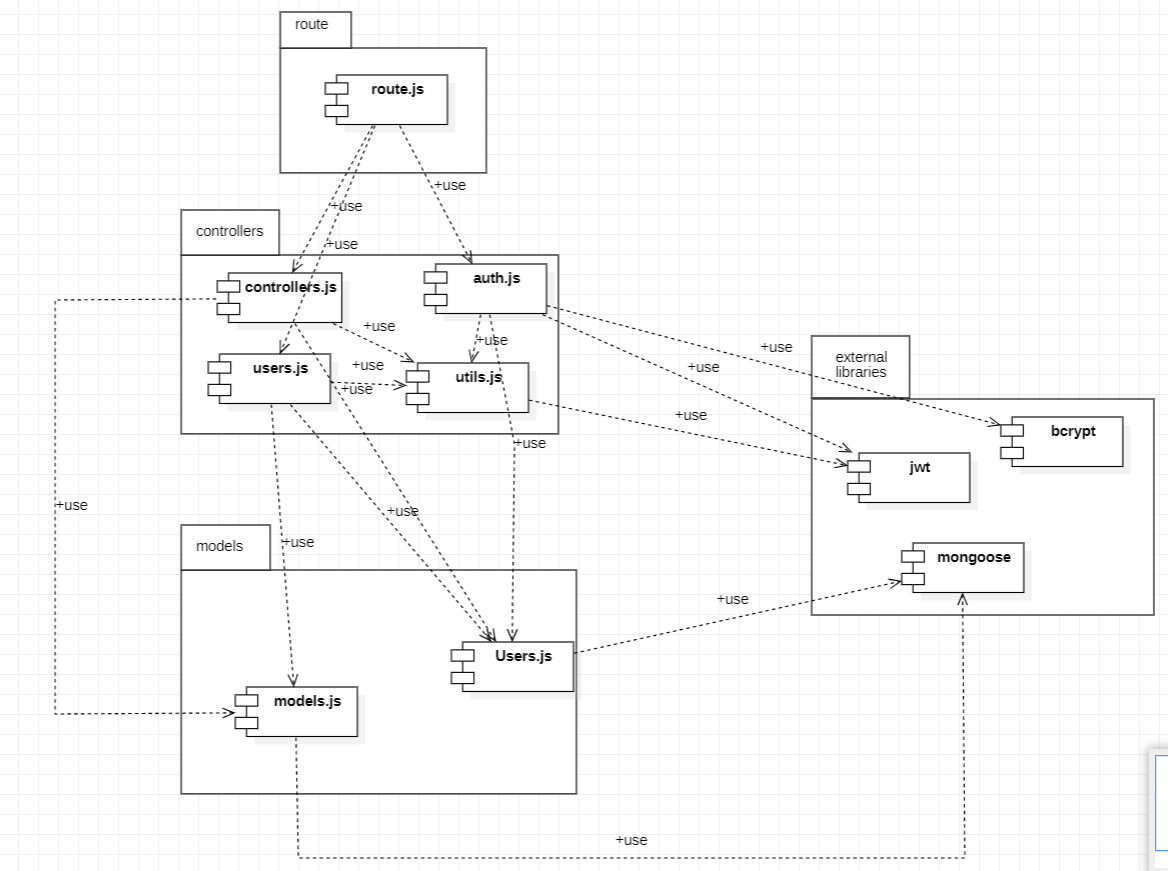 route
route.js
+use
+use
controllers
+use
controllers.js
auth.js
+use
+use
+use
external
libraries
users.js
+use
+use
+use
utils.js
+use
bcrypt
+use
jwt
+use
+use
+use
models
mongoose
+use
Users.js
models.js
+use